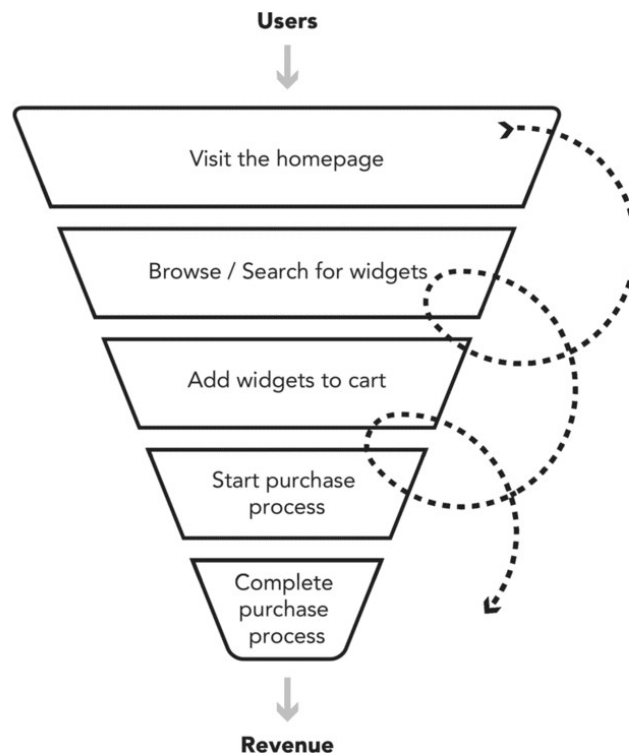 Users
Visit the homepage
Browse / Search for widgets
Add widgets to cart
Start purchase
process
Complete
purchase
process
Revenue